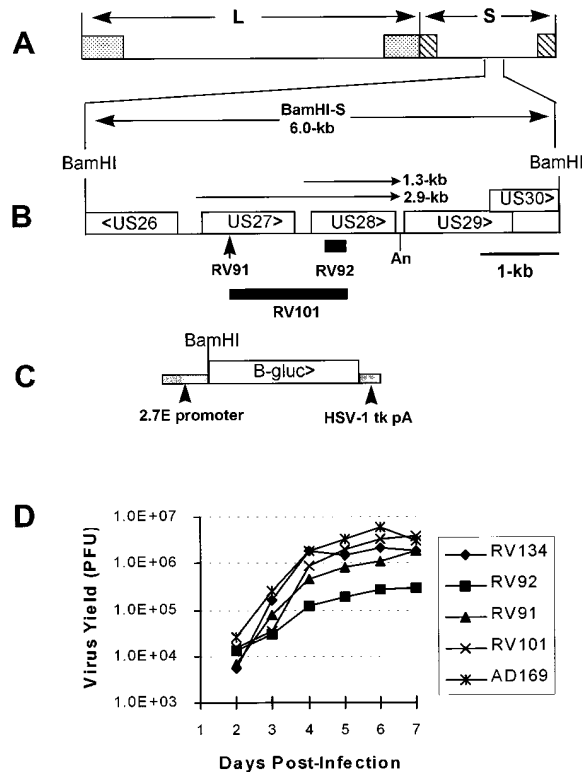 A
L
S
BamHI-S
6.0-kb
BamHI
BamHI
B
1.3-kb
2.9-kb
US30>
<US26
US27>
US28>
US29>
RV91
RV92
An
1-kb
RV101
C
BamHI
B-gluc>
2.7E promoter
HSV-1 tk pA
D
Virus Yield (PFU)
1.0E+07
1.0E+06
1.0E+05
1.0E+04
1.0E+03
1 2 3 4 5 6 7
Days Post-Infection
RV134
RV92
RV91
RV101
AD169